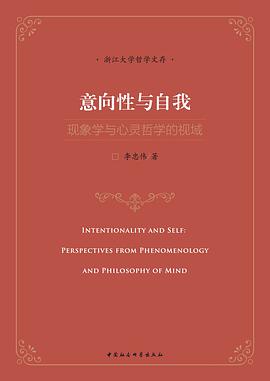 ·浙江大学哲学文存·
意向性与自我
现象学与心灵哲学的视域
李忠伟 著
INTENTIONALITY AND SELF:
PERSPECTIVES FROM PHENOMENOLOGY
AND PHILOSOPHY OF MIND
中国社会科学出版社